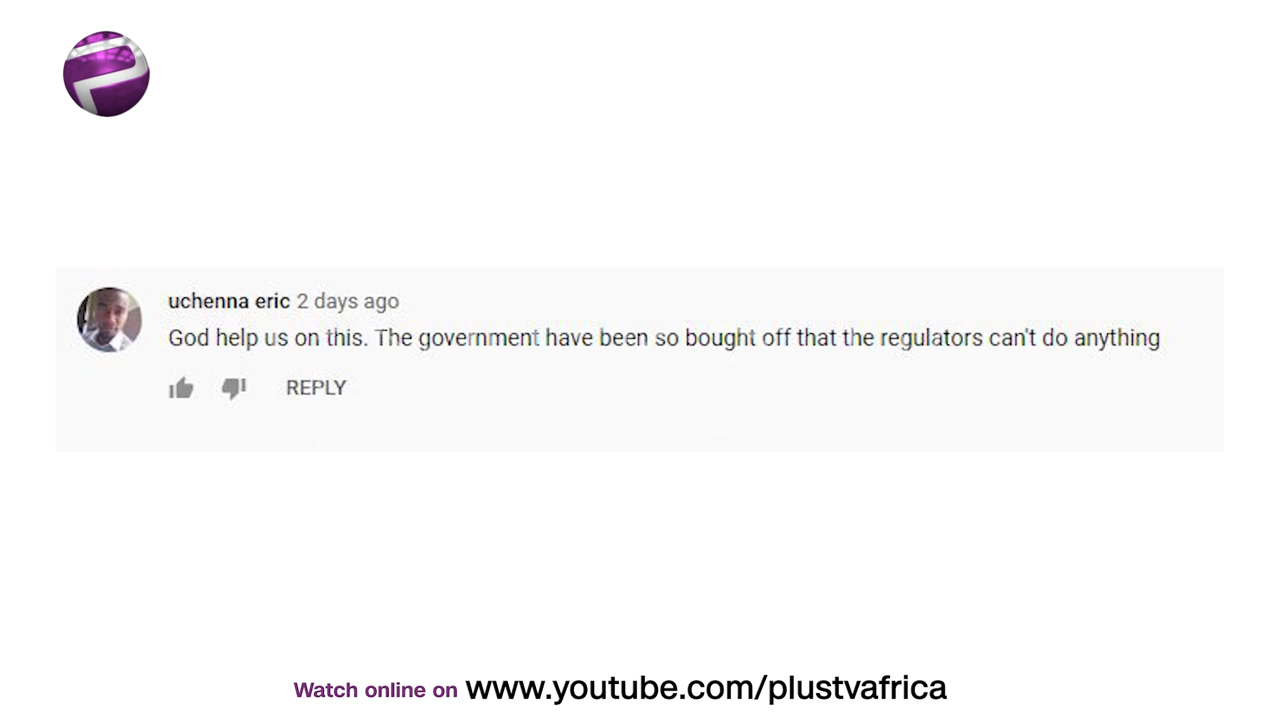 uchenna eric 2 days ago
God help us on this. The government have been so bought off that the regulators can't do anything
REPLY
Watch online on www.youtube.com/plustvafrica